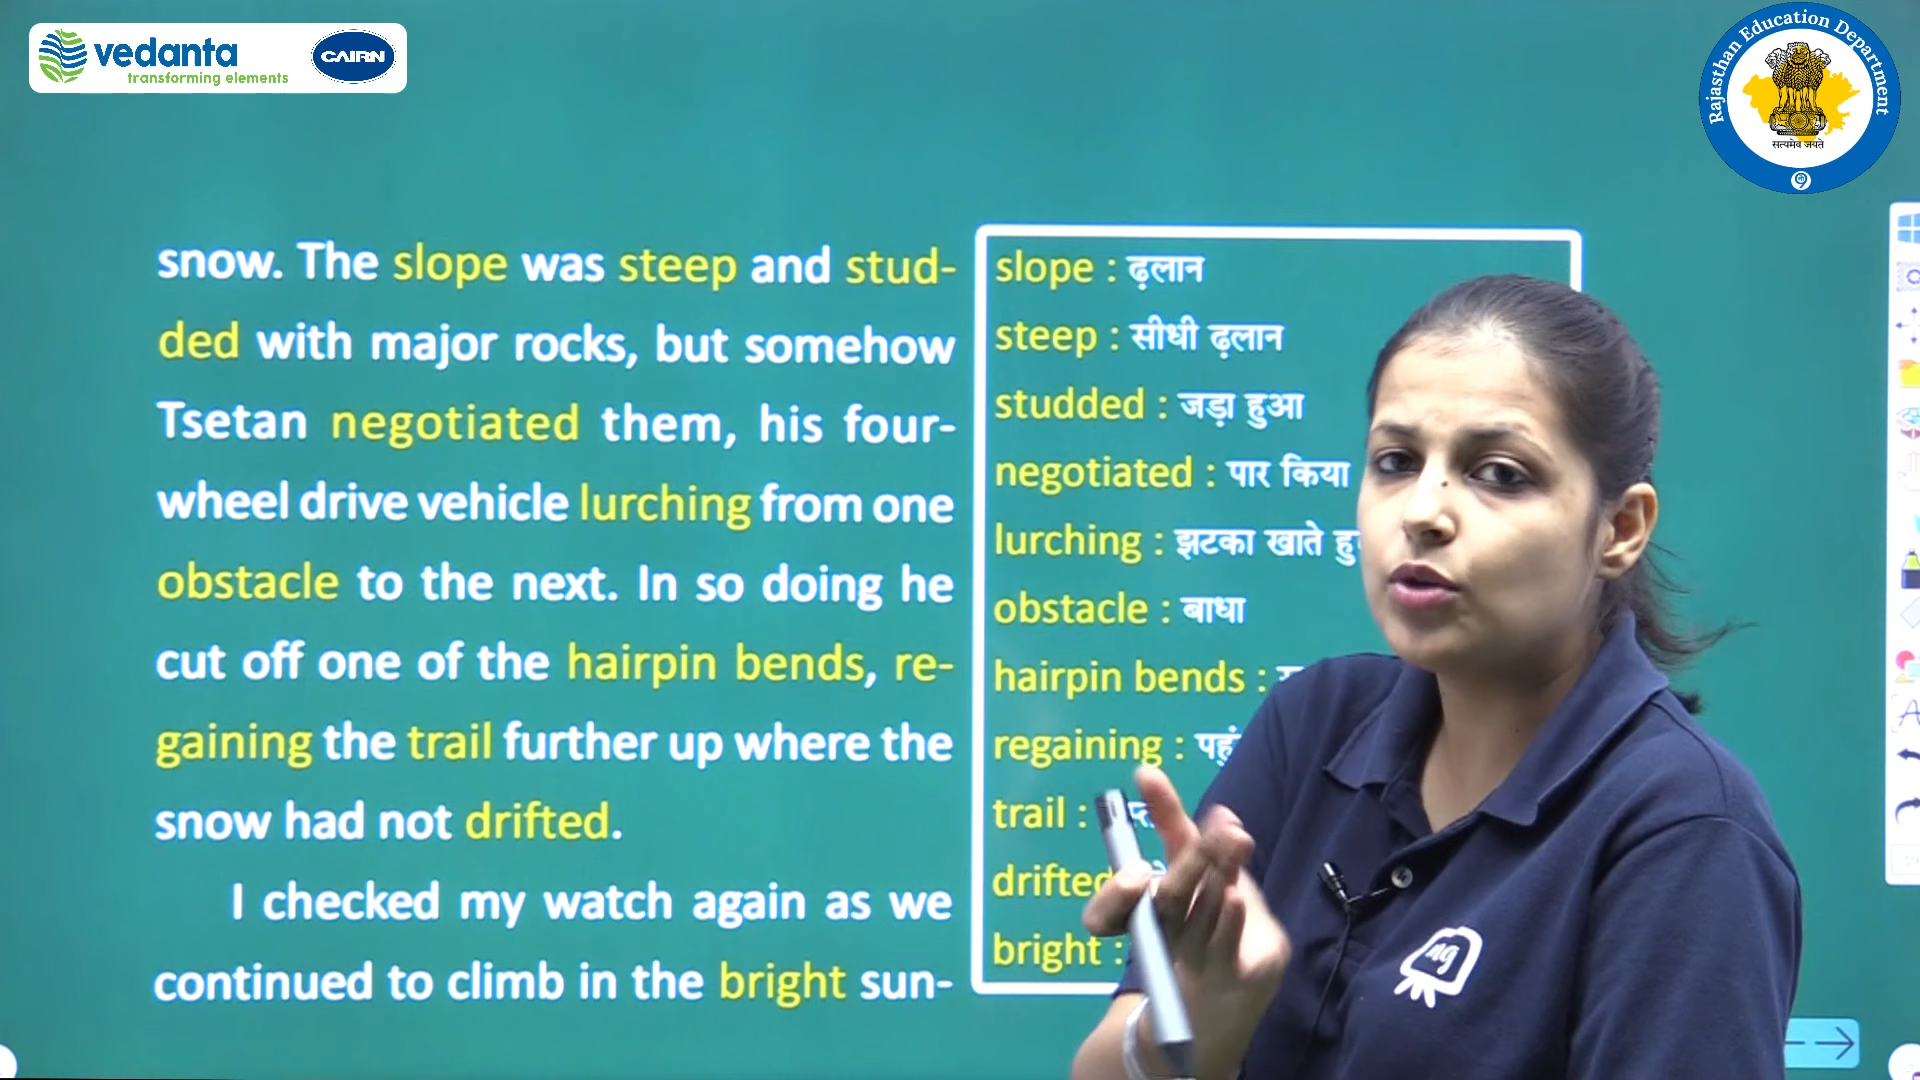 vedanta
transforming elements
CAIRN
Rajasthan Education Department
सत्यमेव जयते
snow. The slope was steep and stud-
ded with major rocks, but somehow
Tsetan negotiated them, his four-
wheel drive vehicle lurching from one
obstacle to the next. In so doing he
cut off one of the hairpin bends, re-
gaining the trail further up where the
snow had not drifted.
I checked my watch again as we
continued to climb in the bright sun-
slope : ढ़लान
steep : सीधी ढ़लान
studded : जड़ा हुआ
negotiated : पार किया
lurching : झटका खाते
obstacle : बाधा
hairpin bends :
regaining :
trail :
drifted
bright :
ng